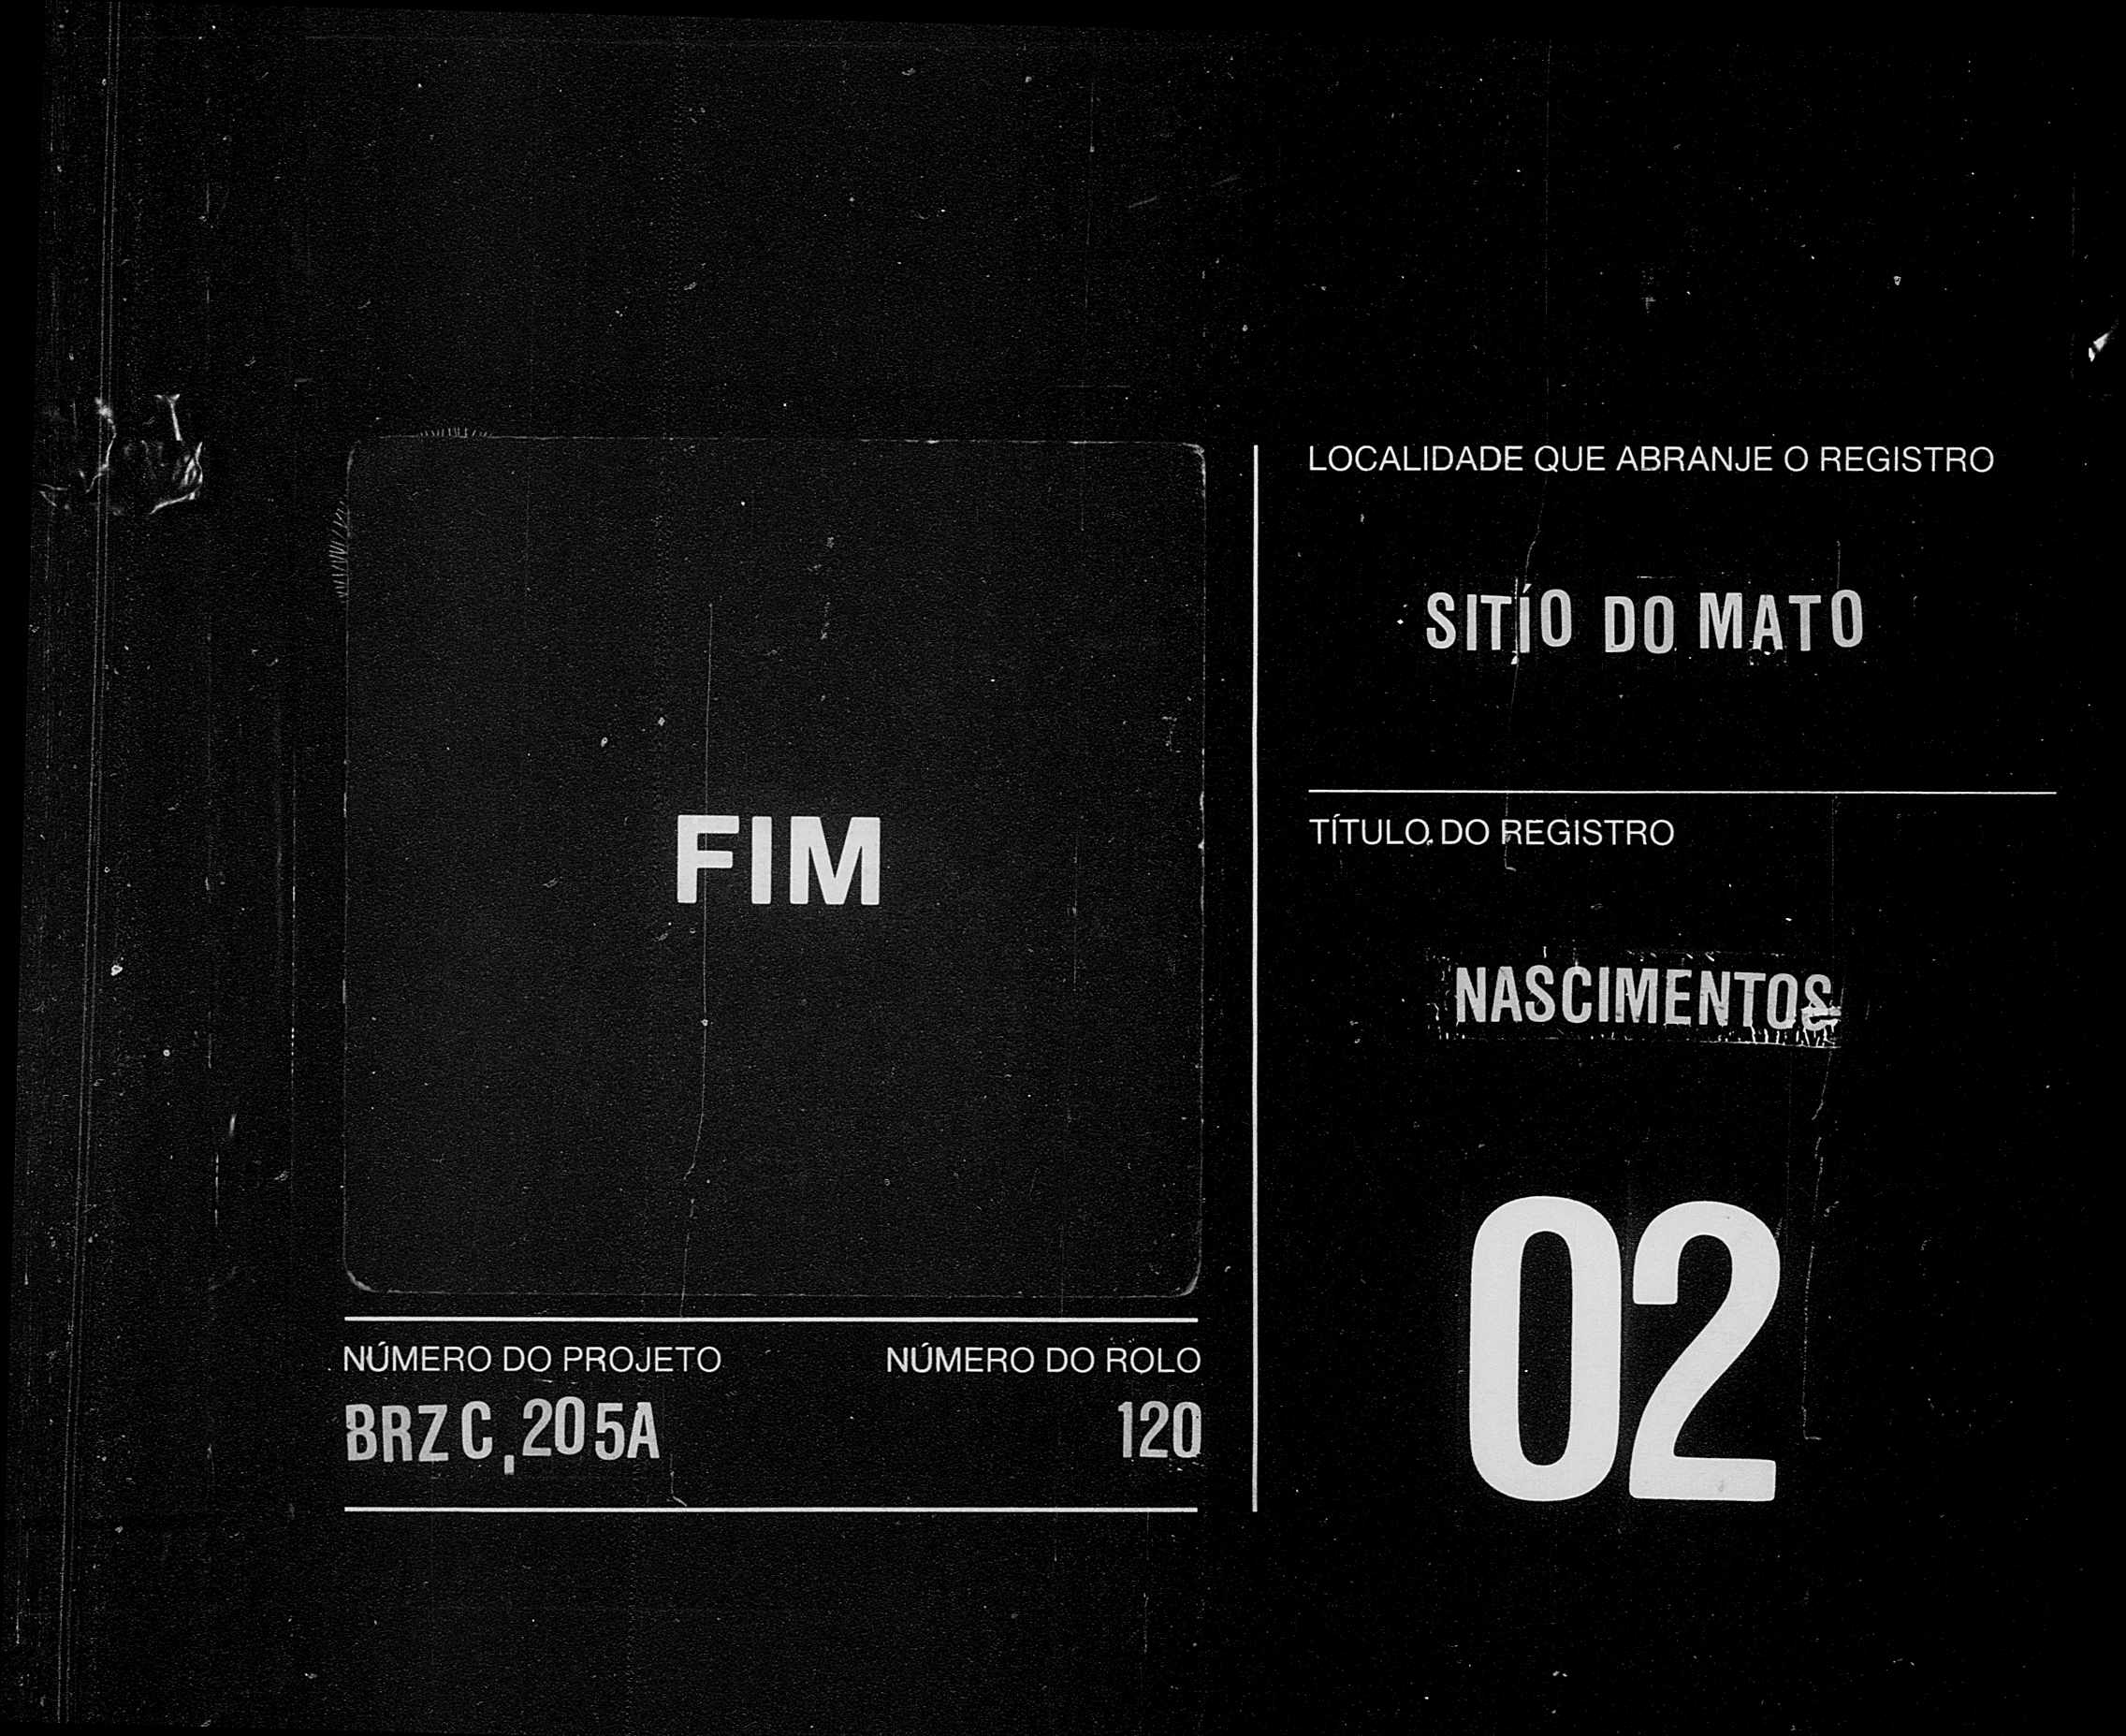 FIM
NÚMERO DO PROJETO
BRZ C.205A
NÚMERO DO ROLO
120
LOCALIDADE QUE ABRANJE O REGISTRO
SITÍO DO MATO
TÍTULO DO REGISTRO
NASCIMENTOS
02